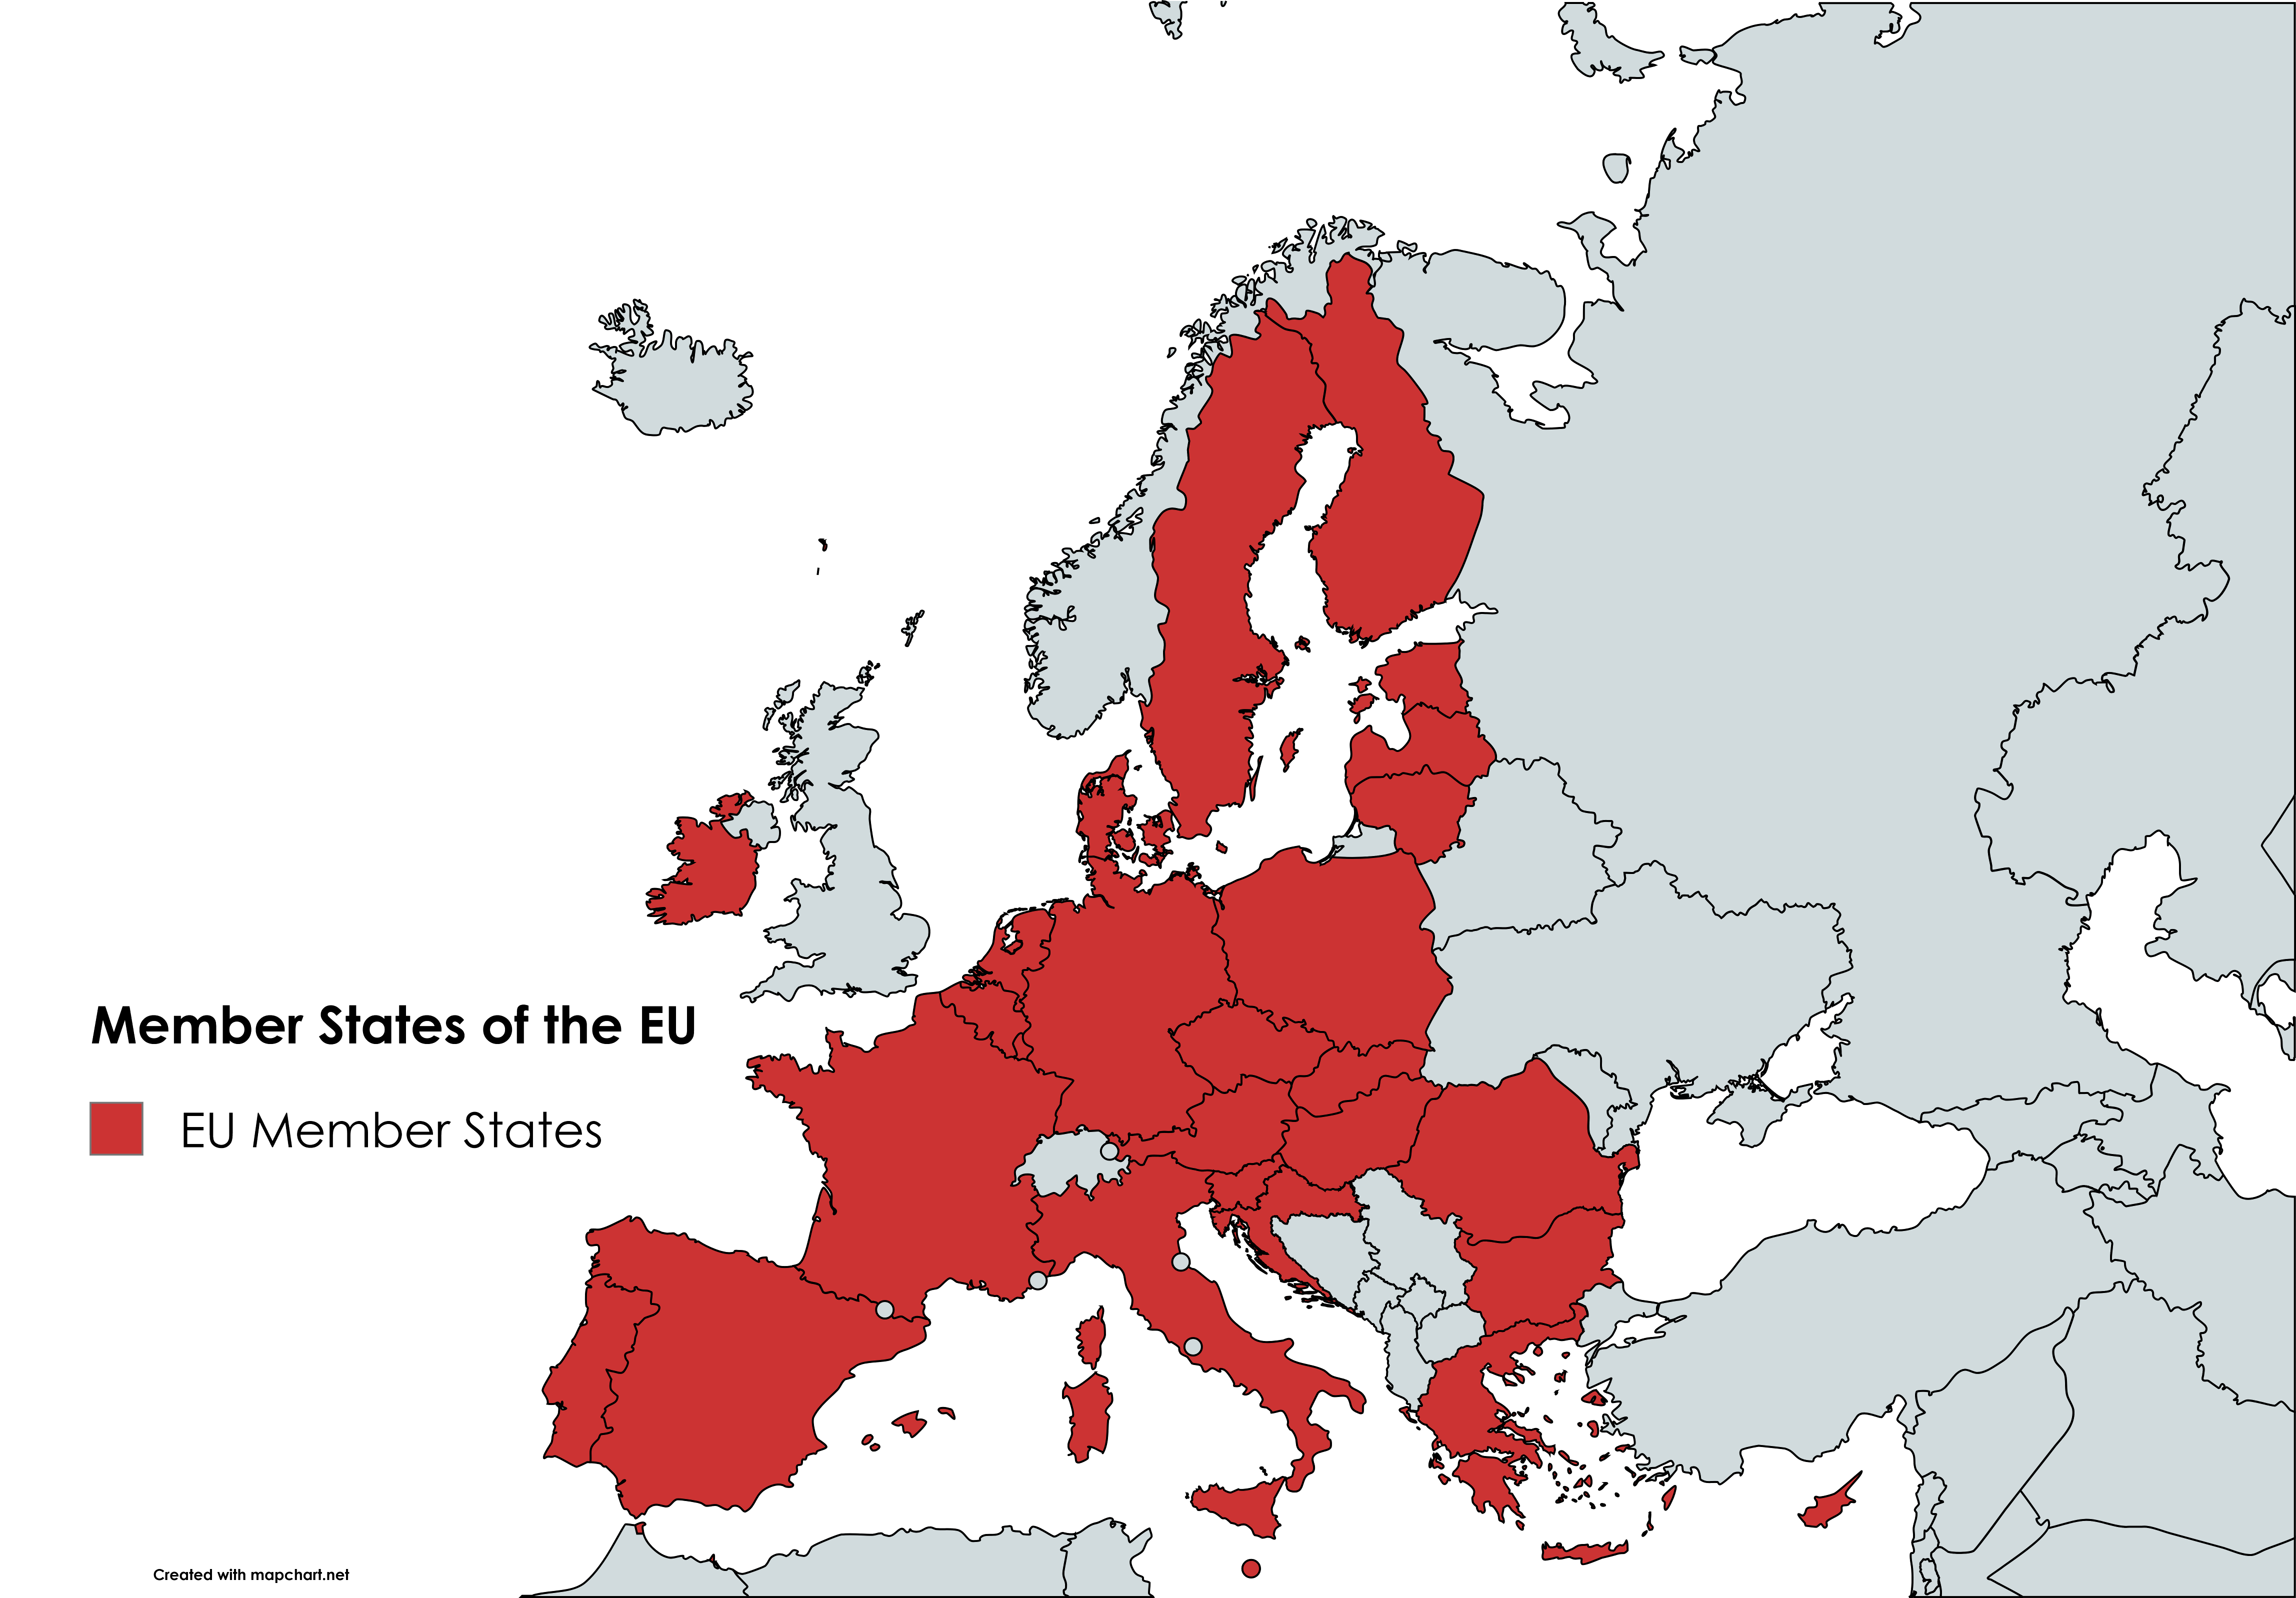 Member States of the EU
EU Member States
Created with mapchart.net